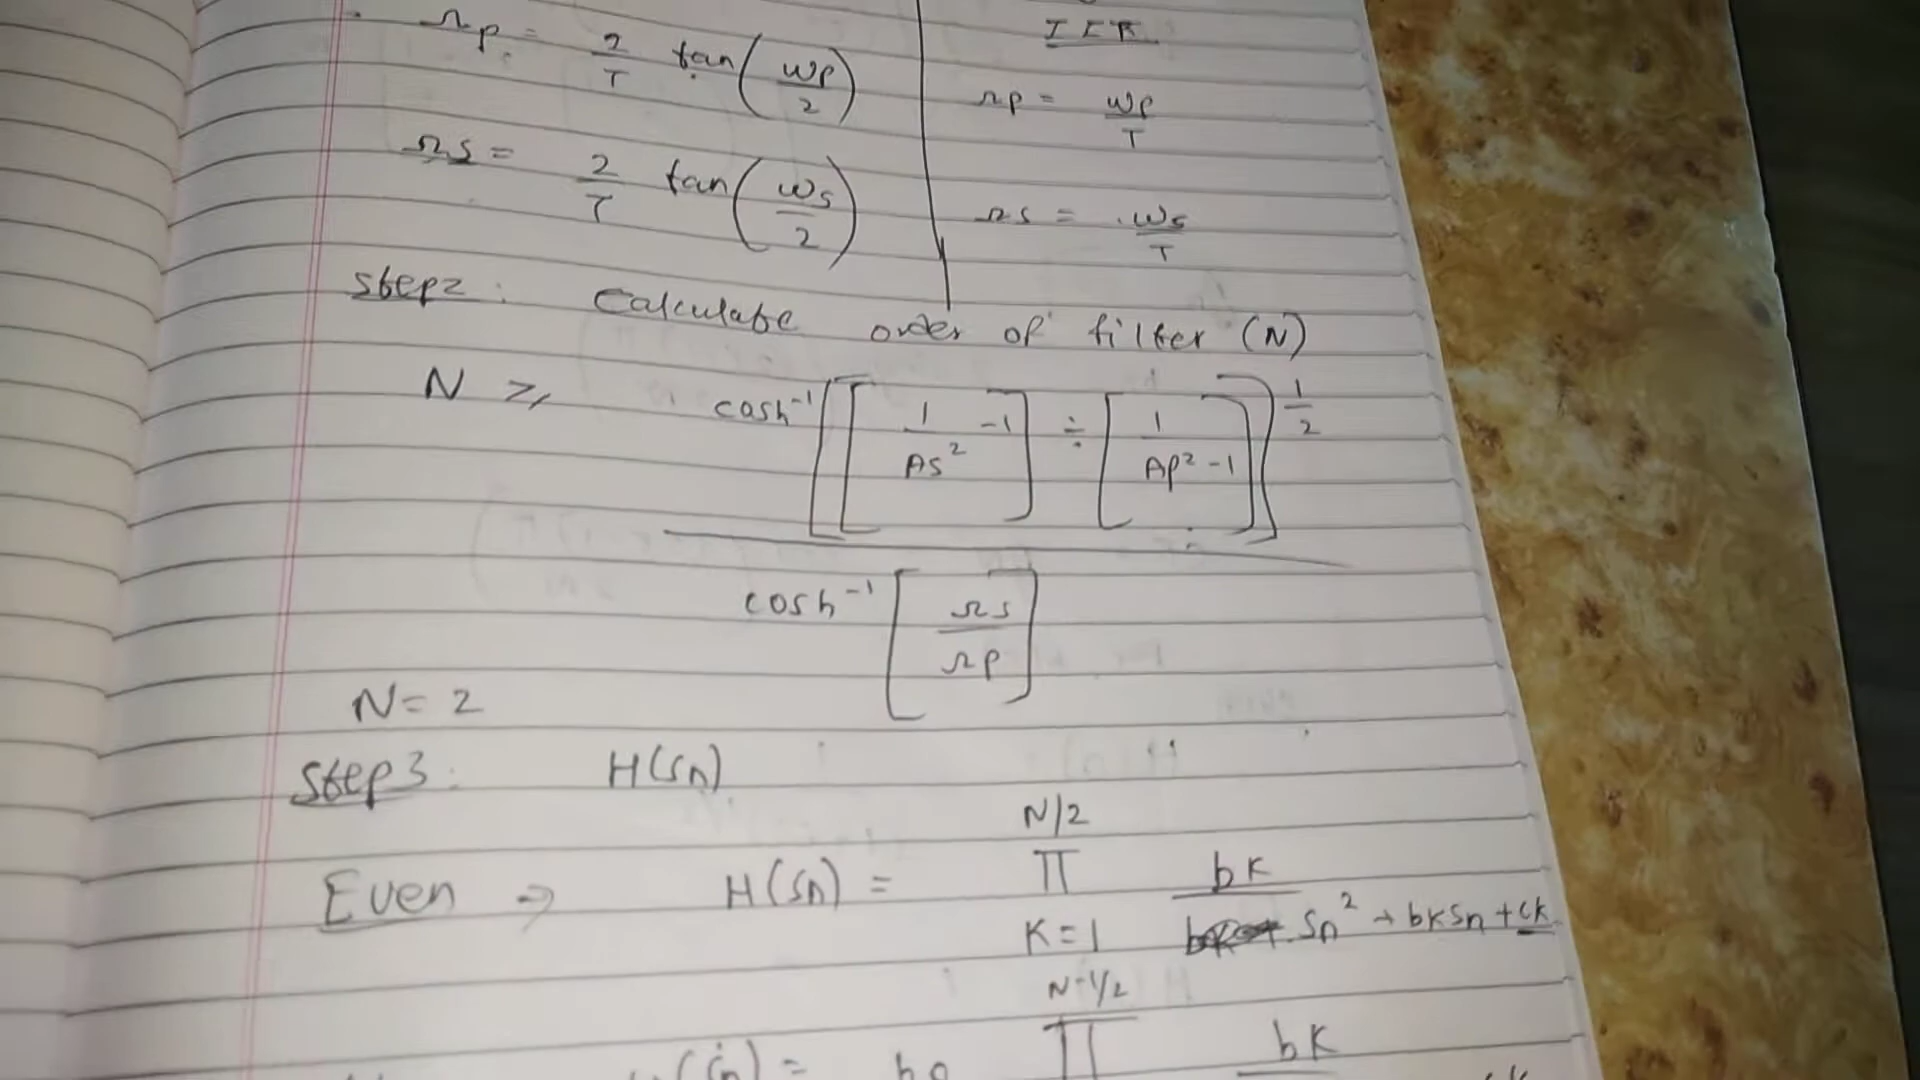 Ωp = 2/T tan(ωp/2)
Ωs = 2/T tan(ωs/2)
Ωp = ωp/T
Ωs = ωs/T
Step2: Calculate order of filter (N)
N ≥ cosh⁻¹[[1/As² -1] ÷ [1/Ap² -1]]^1/2
cosh⁻¹[Ωs/Ωp]
N = 2
Step3: H(Sn)
Even ⇒ H(Sn) = N/2 Π K=1 bK / Sn² + bKSn + CK
N-1/2
Π bK